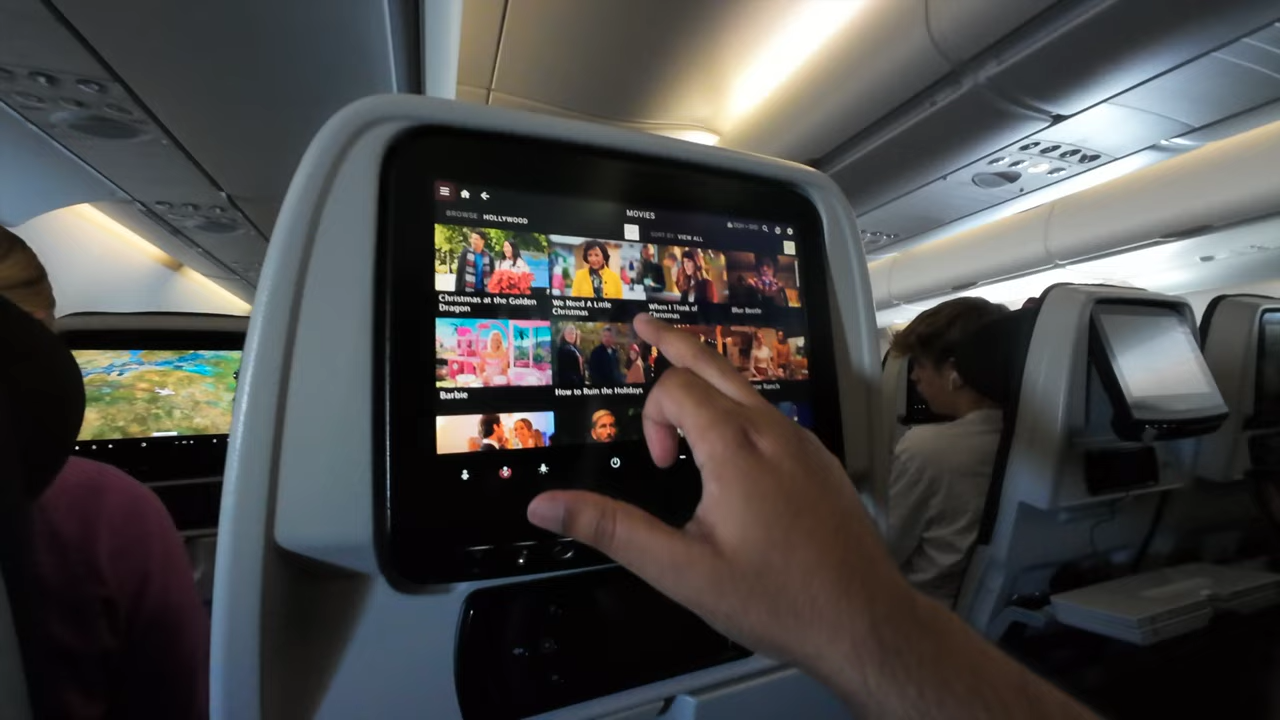 MOVIES
BROWSE HOLLYWOOD
SORT BY VIEW ALL
Christmas at the Golden
Dragon
We Need A Little
Christmas
When I Think of
Christmas
Blue Beetle
Barbie
How to Ruin the Holidays
Ranch